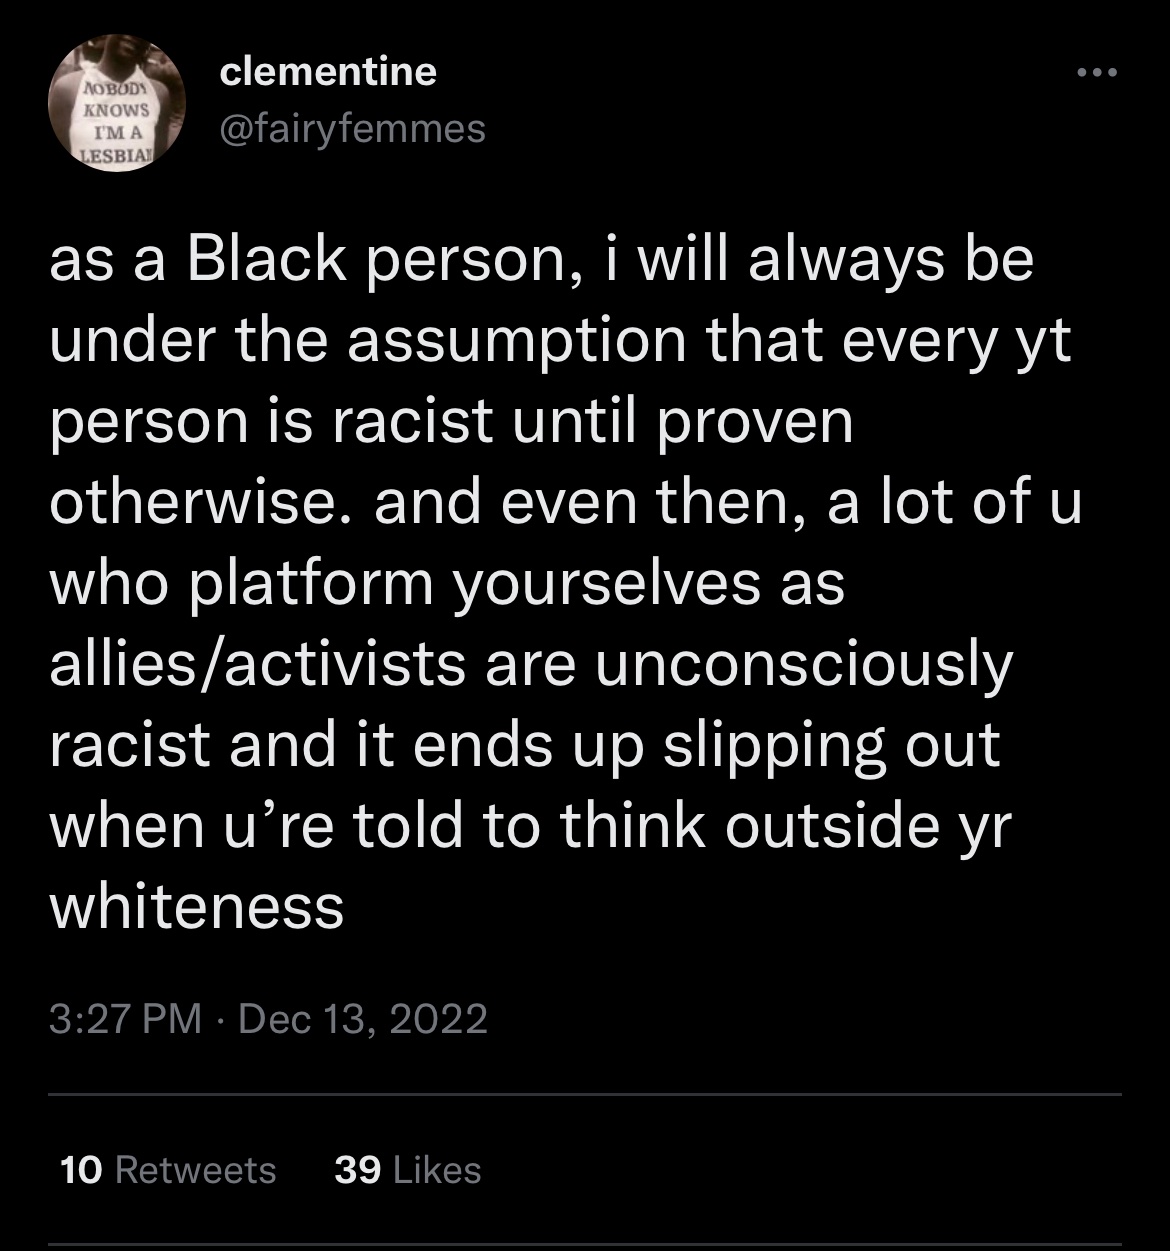 NOBODY
KNOWS
I'M A
LESBIAN
clementine
@fairyfemmes
as a Black person, i will always be
under the assumption that every yt
person is racist until proven
otherwise. and even then, a lot of u
who platform yourselves as
allies/activists are unconsciously
racist and it ends up slipping out
when u’re told to think outside yr
whiteness
3:27 PM · Dec 13, 2022
10 Retweets 39 Likes